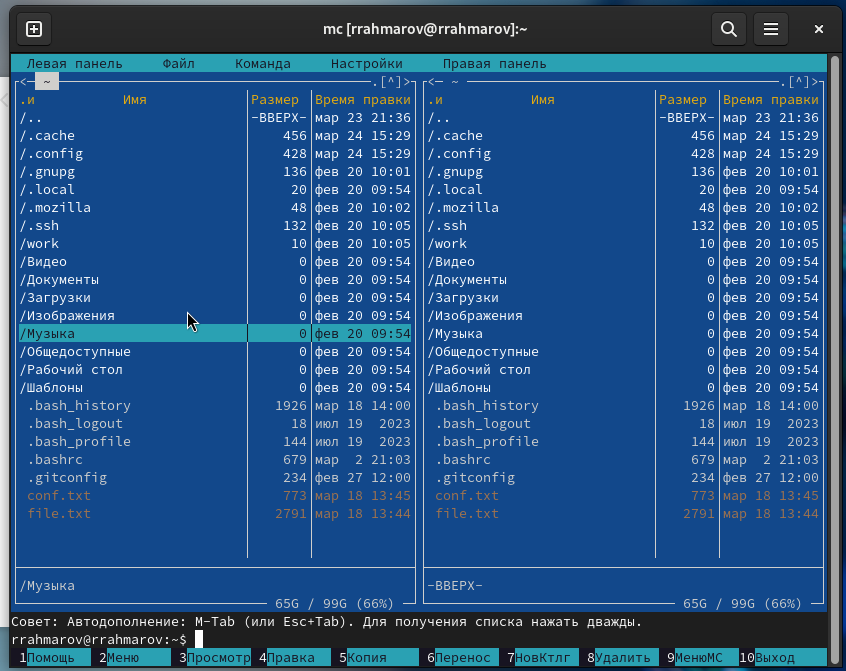 mc [rrahmarov@rrahmarov]:~
Левая панель Файл Команда Настройки Правая панель
<- ~ .[^]> <- ~ .[^]>
.и Имя Размер Время правки .и Имя Размер Время правки
/.. -ВВЕРХ- мар 23 21:36 /.. -ВВЕРХ- мар 23 21:36
/.cache 456 мар 24 15:29 /.cache 456 мар 24 15:29
/.config 428 мар 24 15:29 /.config 428 мар 24 15:29
/.gnupg 136 фев 20 10:01 /.gnupg 136 фев 20 10:01
/.local 20 фев 20 09:54 /.local 20 фев 20 09:54
/.mozilla 48 фев 20 10:02 /.mozilla 48 фев 20 10:02
/.ssh 132 фев 20 10:05 /.ssh 132 фев 20 10:05
/work 10 фев 20 10:05 /work 10 фев 20 10:05
/Видео 0 фев 20 09:54 /Видео 0 фев 20 09:54
/Документы 0 фев 20 09:54 /Документы 0 фев 20 09:54
/Загрузки 0 фев 20 09:54 /Загрузки 0 фев 20 09:54
/Изображения 0 фев 20 09:54 /Изображения 0 фев 20 09:54
/Музыка 0 фев 20 09:54 /Музыка 0 фев 20 09:54
/Общедоступные 0 фев 20 09:54 /Общедоступные 0 фев 20 09:54
/Рабочий стол 0 фев 20 09:54 /Рабочий стол 0 фев 20 09:54
/Шаблоны 0 фев 20 09:54 /Шаблоны 0 фев 20 09:54
.bash_history 1926 мар 18 14:00 .bash_history 1926 мар 18 14:00
.bash_logout 18 июл 19 2023 .bash_logout 18 июл 19 2023
.bash_profile 144 июл 19 2023 .bash_profile 144 июл 19 2023
.bashrc 679 мар 2 21:03 .bashrc 679 мар 2 21:03
.gitconfig 234 фев 27 12:00 .gitconfig 234 фев 27 12:00
conf.txt 773 мар 18 13:45 conf.txt 773 мар 18 13:45
file.txt 2791 мар 18 13:44 file.txt 2791 мар 18 13:44
/Музыка -ВВЕРХ-
65G / 99G (66%) 65G / 99G (66%)
Совет: Автодополнение: M-Tab (или Esc+Tab). Для получения списка нажать дважды.
rrahmarov@rrahmarov:~$
1Помощь 2Меню 3Просмотр 4Правка 5Копия 6Перенос 7НовКтлг 8Удалить 9МенюMC 10Выход